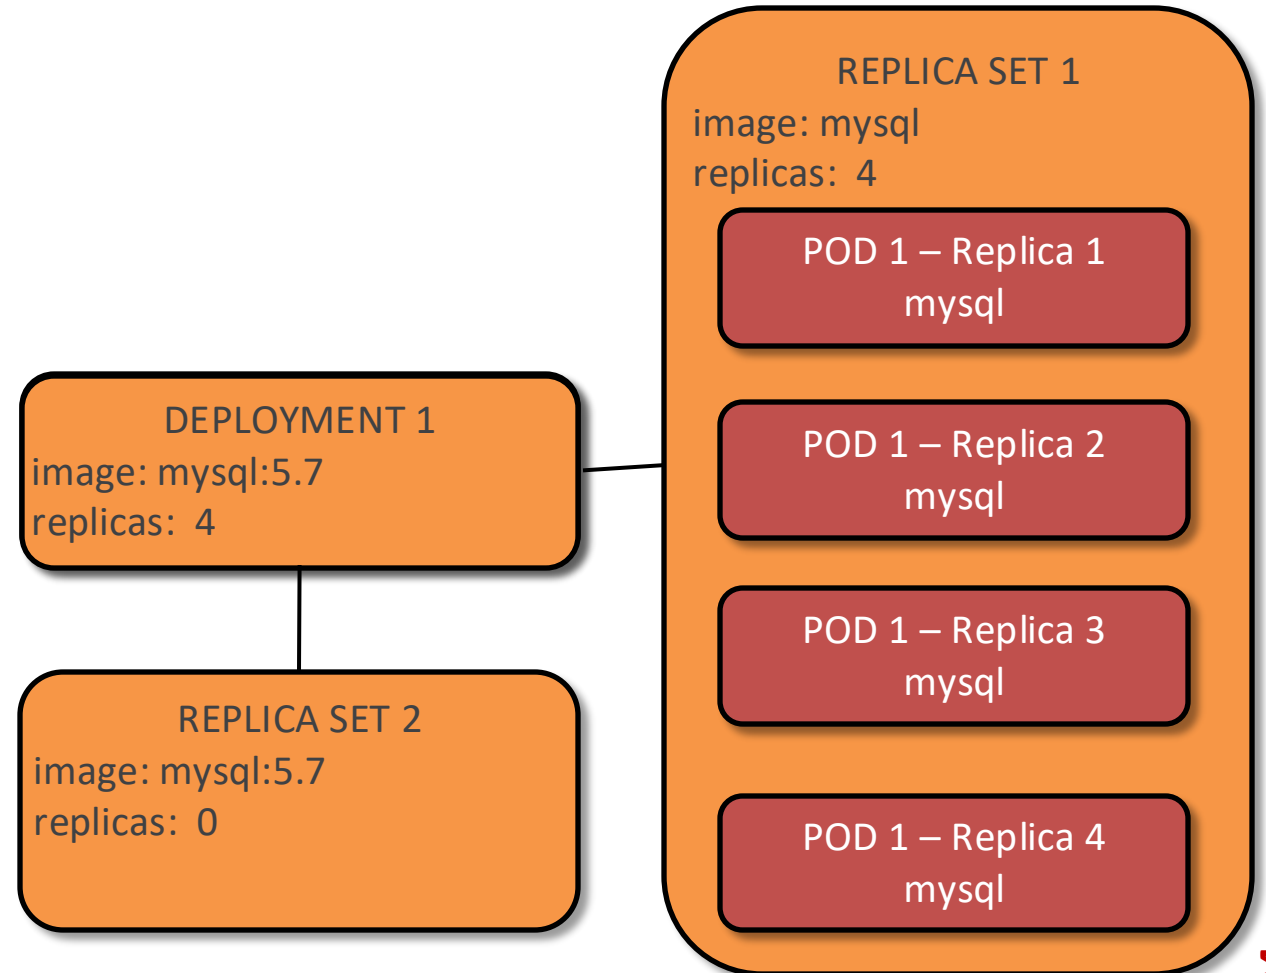 REPLICA SET 1
image: mysql
replicas:  4
POD 1 – Replica 1
mysql
POD 1 – Replica 2
mysql
POD 1 – Replica 3
mysql
POD 1 – Replica 4
mysql
DEPLOYMENT 1
image: mysql:5.7
replicas:  4
REPLICA SET 2
image: mysql:5.7
replicas:  0